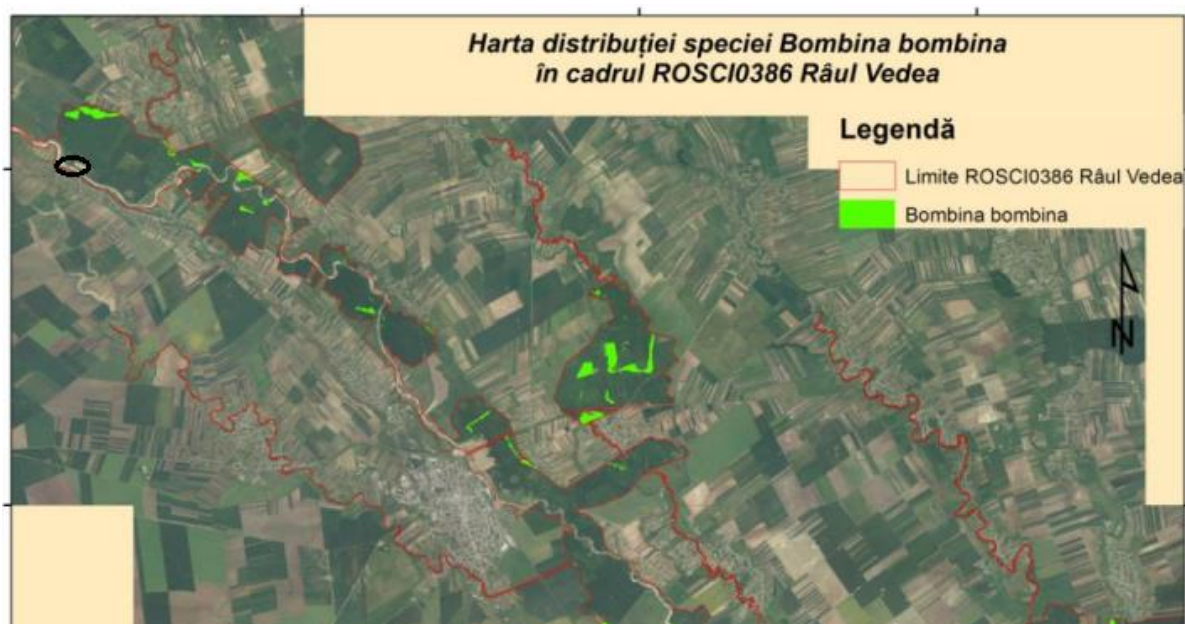 Harta distribuției speciei Bombina bombina
în cadrul ROSCI0386 Râul Vedea
Legendă
Limite ROSCI0386 Râul Vedea
Bombina bombina
N